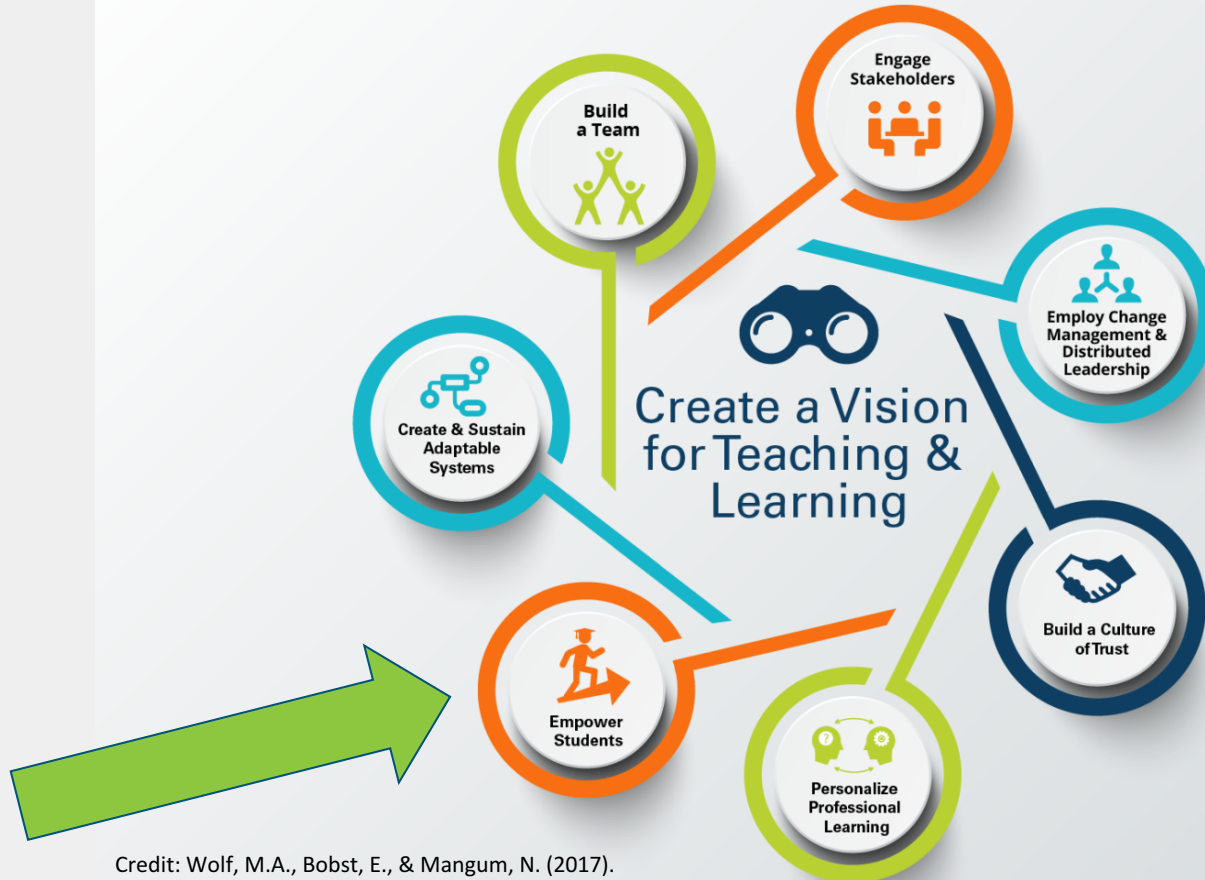 Engage
Stakeholders
Build
a Team
Employ Change
Management &
Distributed
Leadership
Create a Vision
for Teaching &
Learning
Create & Sustain
Adaptable
Systems
Build a Culture
of Trust
Empower
Students
?
Personalize
Professional
Learning
Credit: Wolf, M.A., Bobst, E., & Mangum, N. (2017).